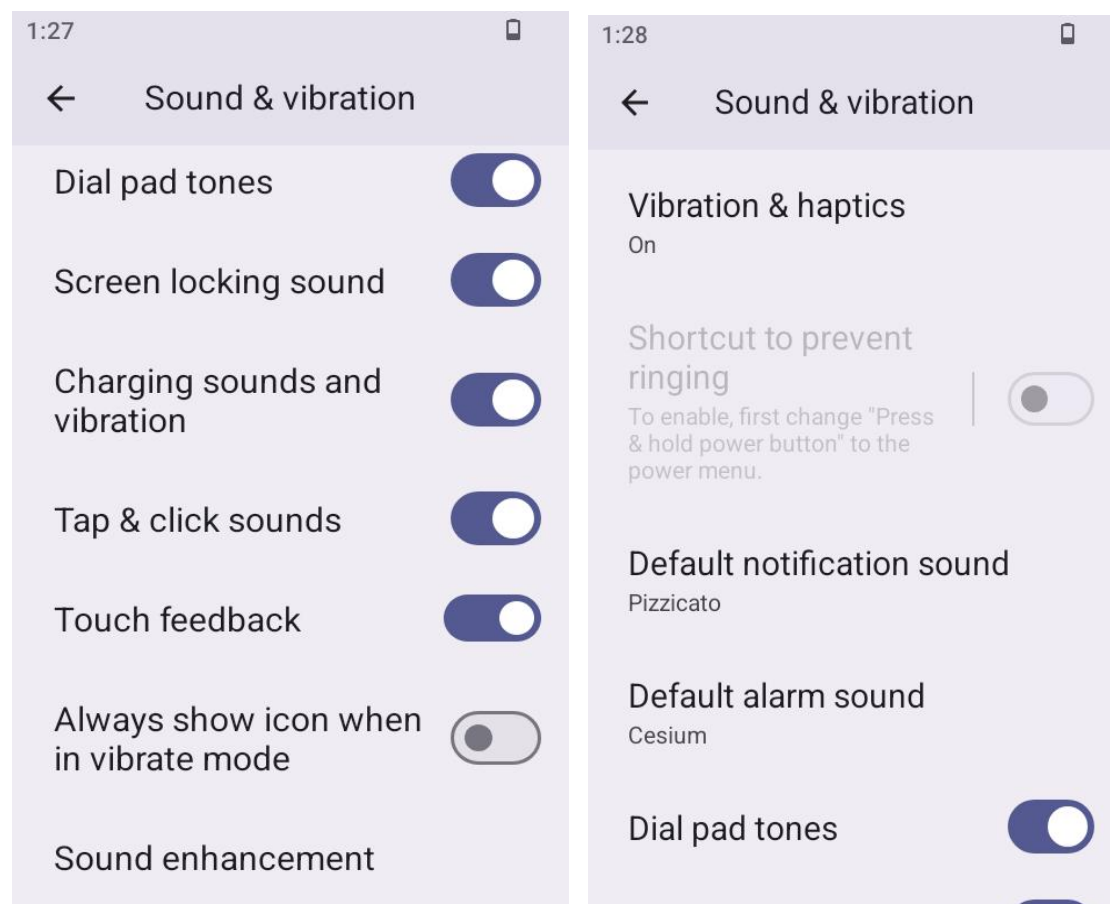 1:27
Sound & vibration
Dial pad tones
Screen locking sound
Charging sounds and
vibration
Tap & click sounds
Touch feedback
Always show icon when
in vibrate mode
Sound enhancement
1:28
Sound & vibration
Vibration & haptics
On
Shortcut to prevent
ringing
To enable, first change "Press
& hold power button" to the
power menu.
Default notification sound
Pizzicato
Default alarm sound
Cesium
Dial pad tones